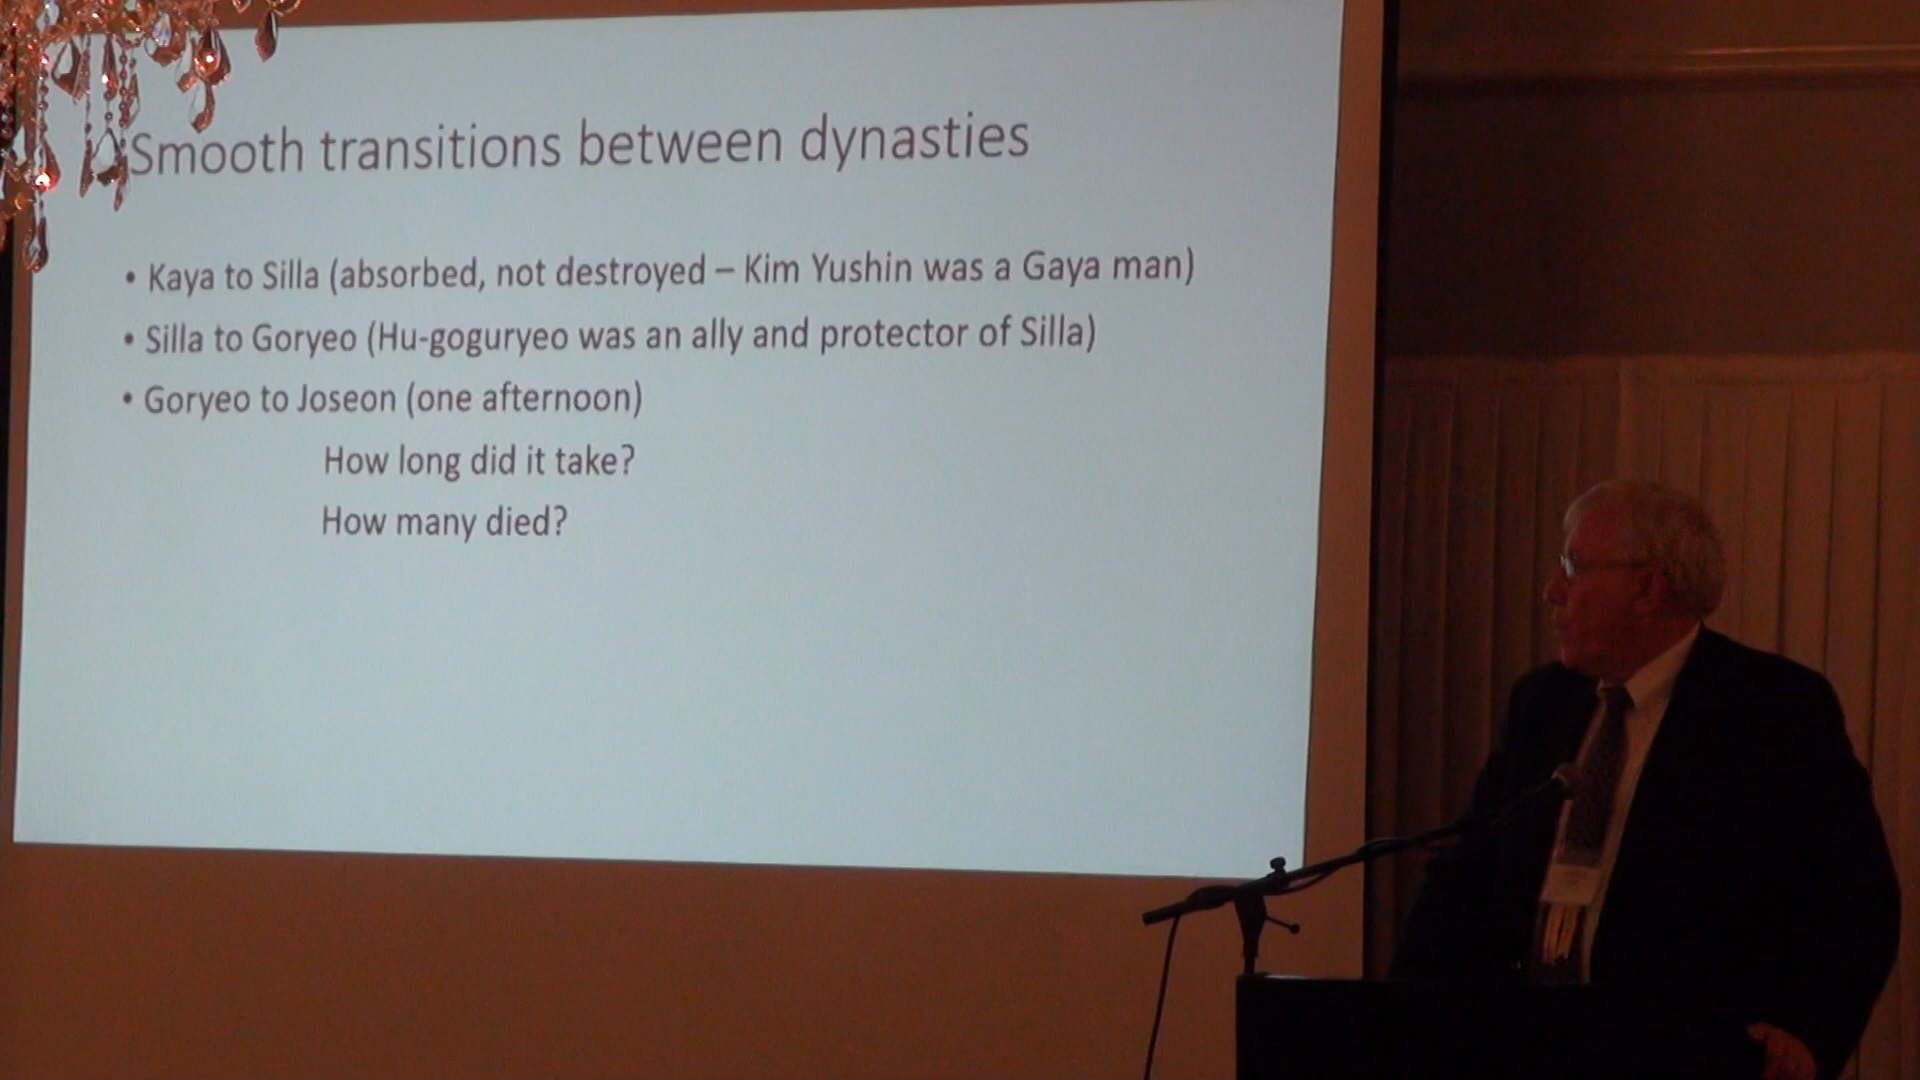 Smooth transitions between dynasties
• Kaya to Silla (absorbed, not destroyed – Kim Yushin was a Gaya man)
• Silla to Goryeo (Hu-goguryeo was an ally and protector of Silla)
• Goryeo to Joseon (one afternoon)
How long did it take?
How many died?